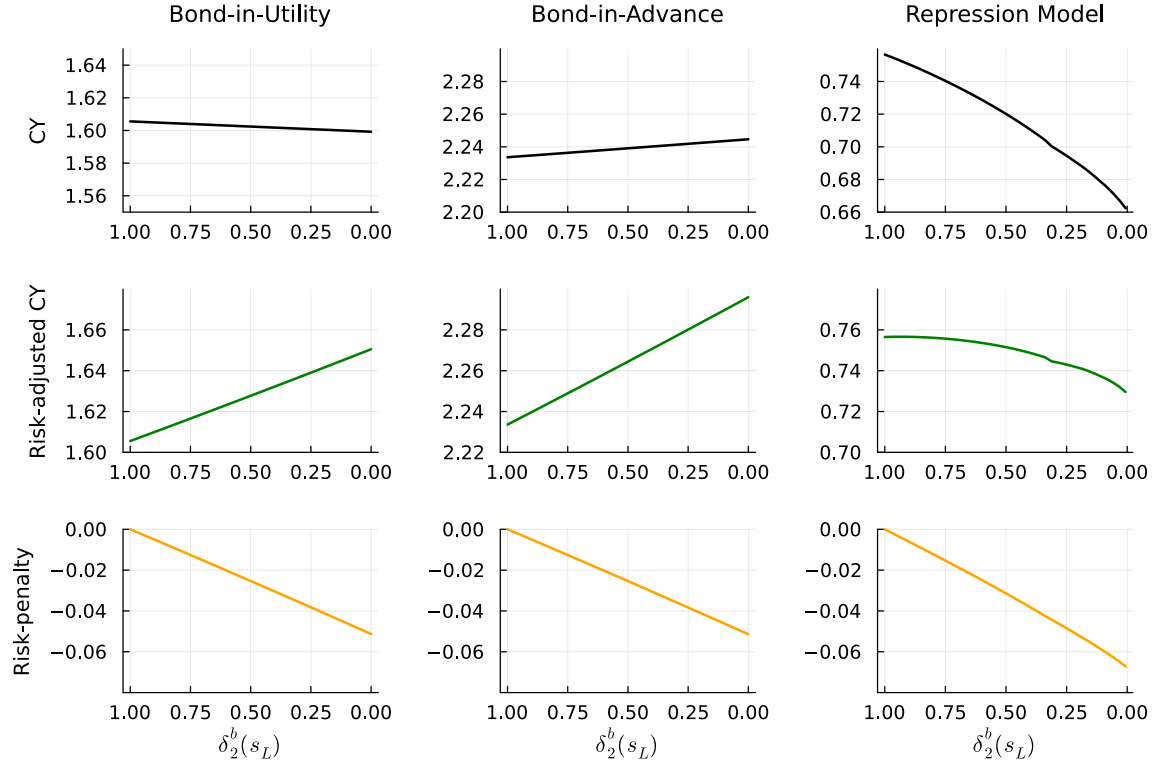 Bond-in-Utility Bond-in-Advance Repression Model
CY
1.64
1.62
1.60
1.58
1.56
1.00 0.75 0.50 0.25 0.00
2.28
2.26
2.24
2.22
2.20
1.00 0.75 0.50 0.25 0.00
0.74
0.72
0.70
0.68
0.66
1.00 0.75 0.50 0.25 0.00
Risk-adjusted CY
1.66
1.64
1.62
1.60
1.00 0.75 0.50 0.25 0.00
2.28
2.26
2.24
2.22
1.00 0.75 0.50 0.25 0.00
0.76
0.74
0.72
0.70
1.00 0.75 0.50 0.25 0.00
Risk-penalty
0.00
−0.02
−0.04
−0.06
1.00 0.75 0.50 0.25 0.00
δ₂ᵇ(s_L)
0.00
−0.02
−0.04
−0.06
1.00 0.75 0.50 0.25 0.00
δ₂ᵇ(s_L)
0.00
−0.02
−0.04
−0.06
1.00 0.75 0.50 0.25 0.00
δ₂ᵇ(s_L)